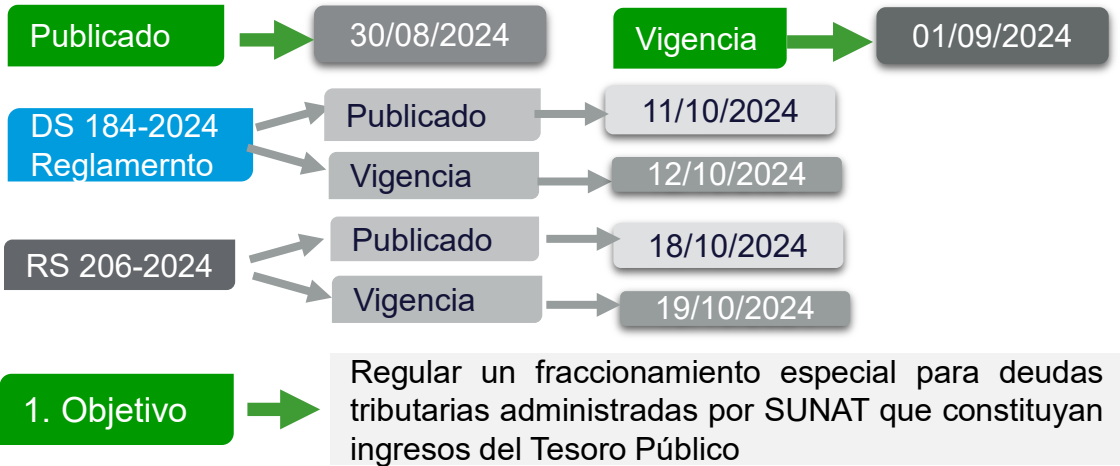 Publicado 30/08/2024 Vigencia 01/09/2024
DS 184-2024
Reglamernto
Publicado 11/10/2024
Vigencia 12/10/2024
RS 206-2024
Publicado 18/10/2024
Vigencia 19/10/2024
1. Objetivo
Regular un fraccionamiento especial para deudas
tributarias administradas por SUNAT que constituyan
ingresos del Tesoro Público